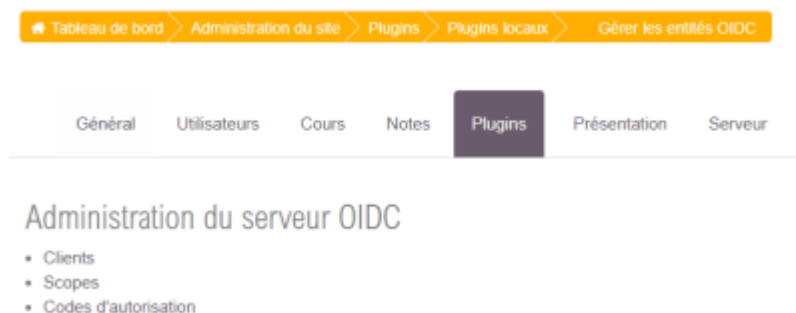 Tableau de bord Administration du site Plugins Plugins locaux Gérer les entités OIDC
Général Utilisateurs Cours Notes Plugins Présentation Serveur
Administration du serveur OIDC
• Clients
• Scopes
• Codes d'autorisation